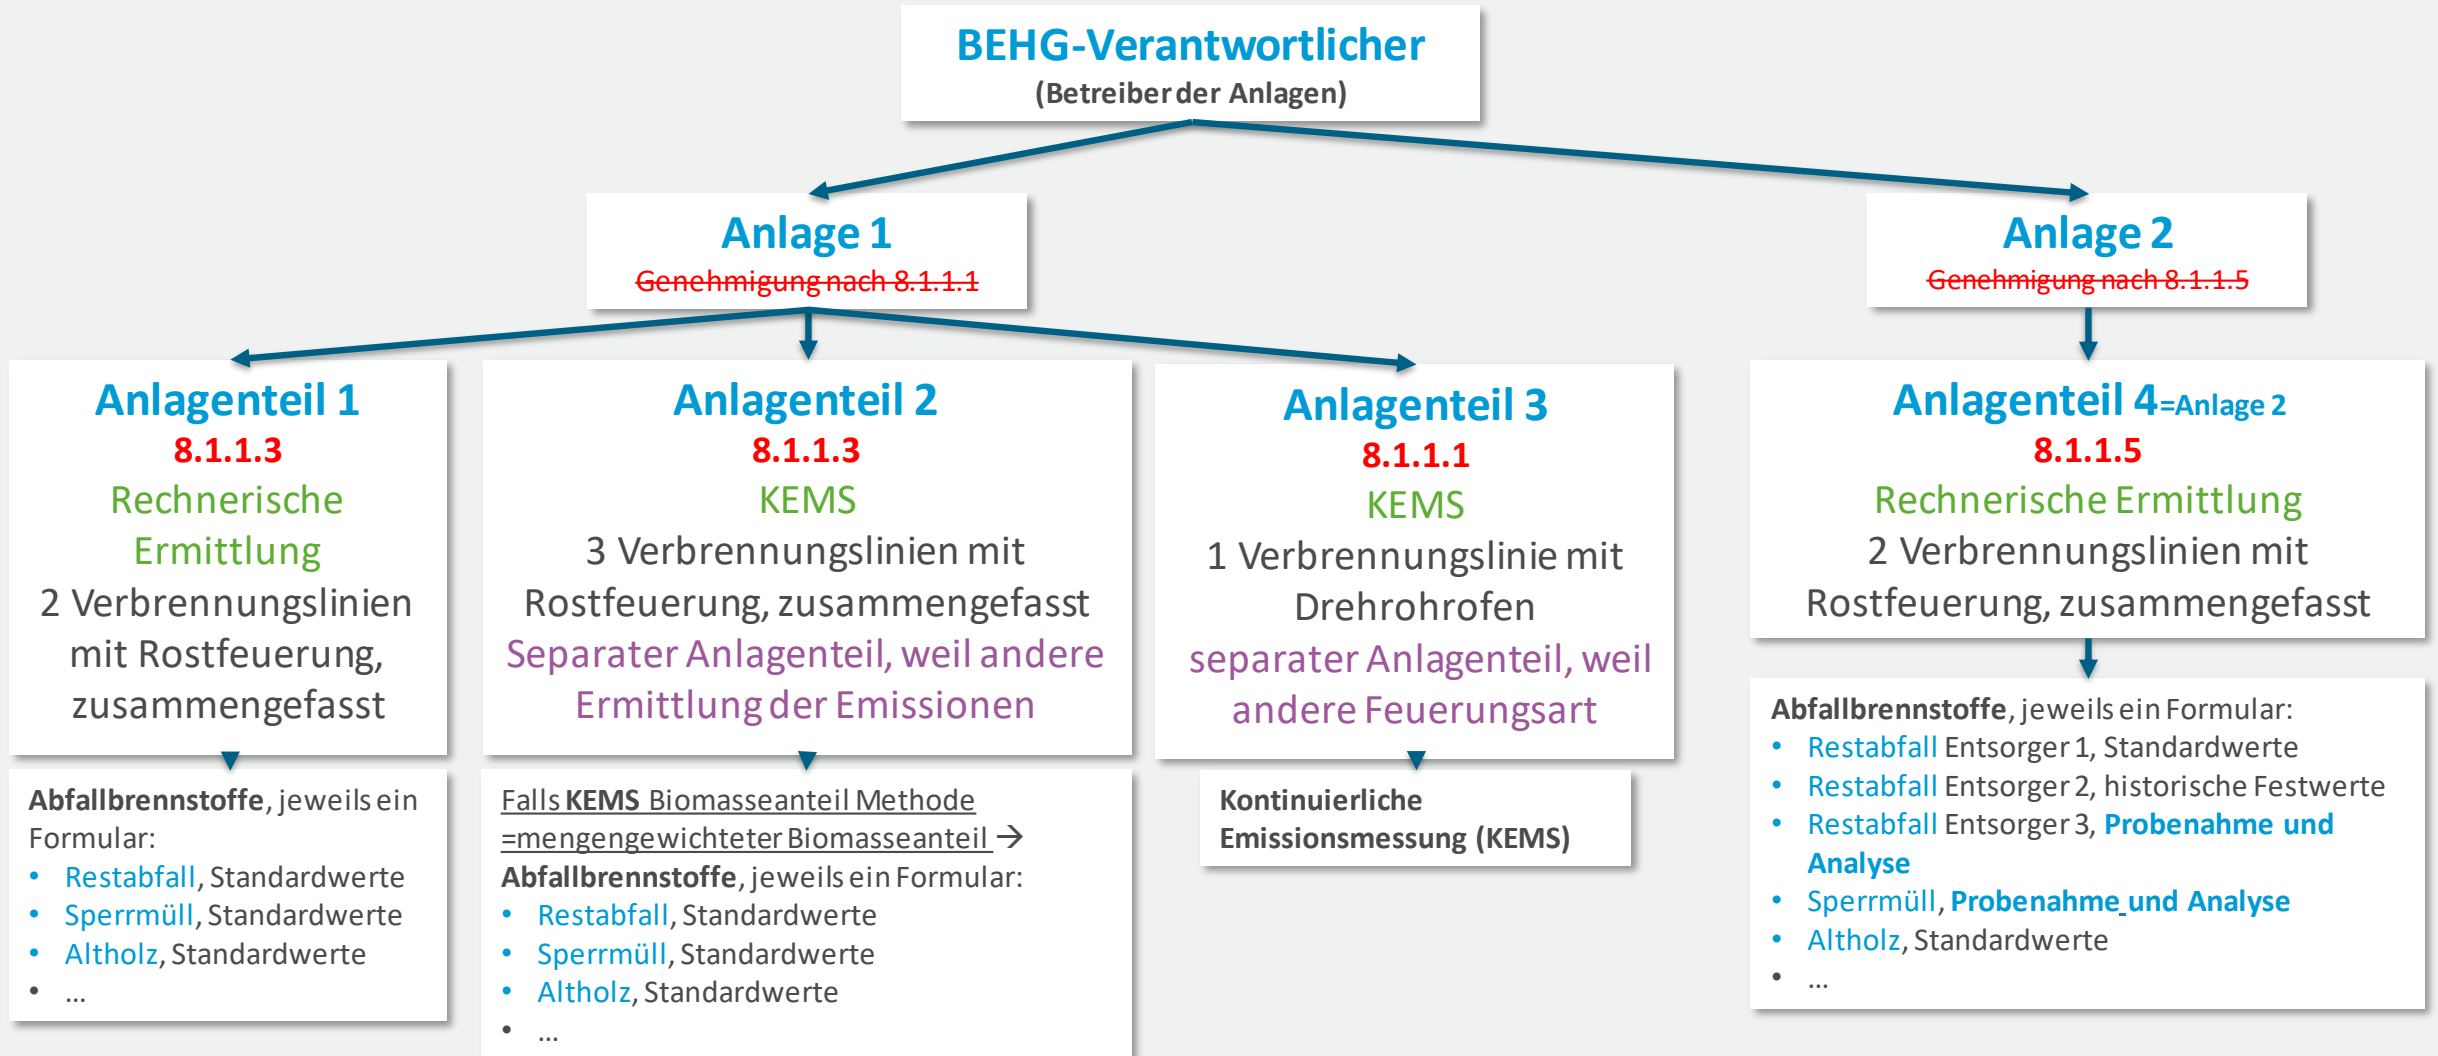 BEHG-Verantwortlicher
(Betreiber der Anlagen)
Anlage 1
Genehmigung nach 8.1.1.1
Anlage 2
Genehmigung nach 8.1.1.5
Anlagenteil 1
8.1.1.3
Rechnerische
Ermittlung
2 Verbrennungslinien
mit Rostfeuerung,
zusammengefasst
Anlagenteil 2
8.1.1.3
KEMS
3 Verbrennungslinien mit
Rostfeuerung, zusammengefasst
Separater Anlagenteil, weil andere
Ermittlung der Emissionen
Anlagenteil 3
8.1.1.1
KEMS
1 Verbrennungslinie mit
Drehrohrofen
separater Anlagenteil, weil
andere Feuerungsart
Anlagenteil 4=Anlage 2
8.1.1.5
Rechnerische Ermittlung
2 Verbrennungslinien mit
Rostfeuerung, zusammengefasst
Abfallbrennstoffe, jeweils ein
Formular:
• Restabfall, Standardwerte
• Sperrmüll, Standardwerte
• Altholz, Standardwerte
• ...
Falls KEMS Biomasseanteil Methode
=mengengewichteter Biomasseanteil →
Abfallbrennstoffe, jeweils ein Formular:
• Restabfall, Standardwerte
• Sperrmüll, Standardwerte
• Altholz, Standardwerte
• ...
Kontinuierliche
Emissionsmessung (KEMS)
Abfallbrennstoffe, jeweils ein Formular:
• Restabfall Entsorger 1, Standardwerte
• Restabfall Entsorger 2, historische Festwerte
• Restabfall Entsorger 3, Probenahme und
Analyse
• Sperrmüll, Probenahme und Analyse
• Altholz, Standardwerte
• ...